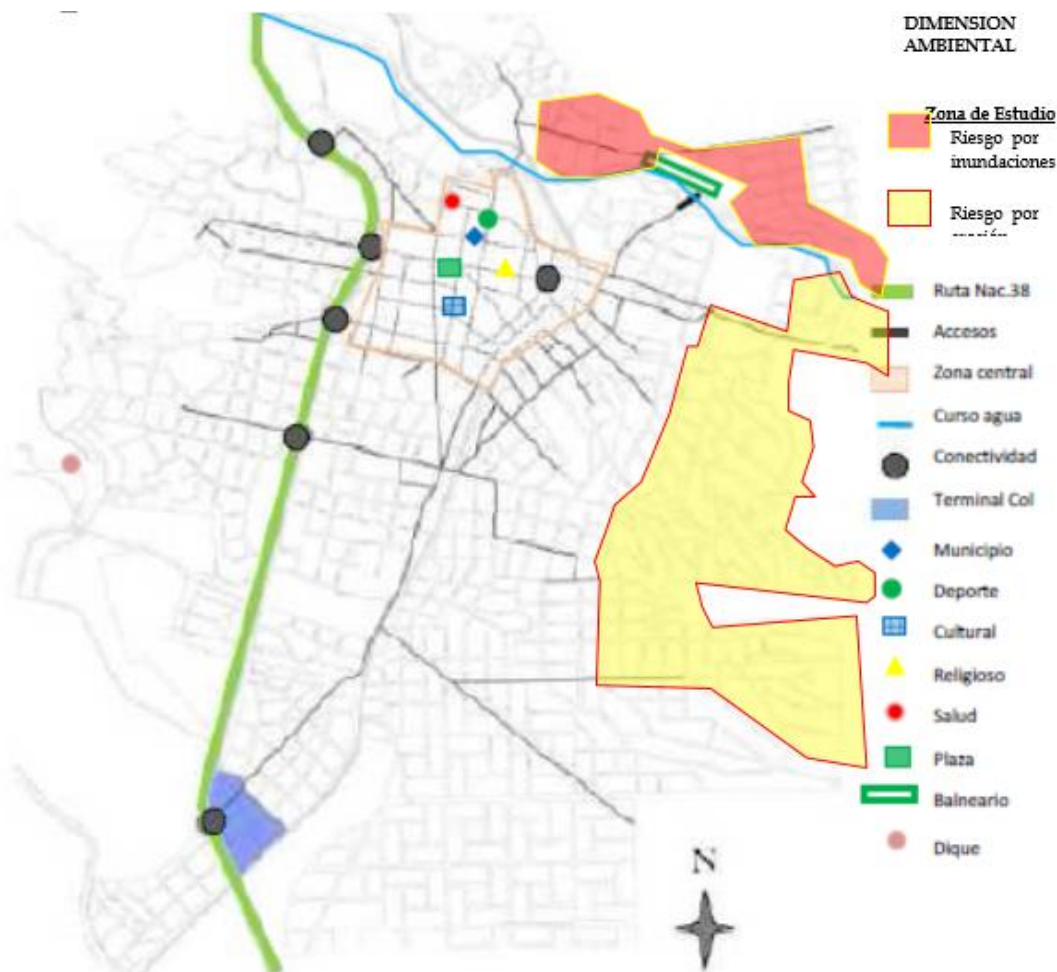 DIMENSION
AMBIENTAL
Zona de Estudio
Riesgo por
inundaciones
Riesgo por
Ruta Nac.38
Accesos
Zona central
Curso agua
Conectividad
Terminal Col
Municipio
Deporte
Cultural
Religioso
Salud
Plaza
Balneario
Dique
N